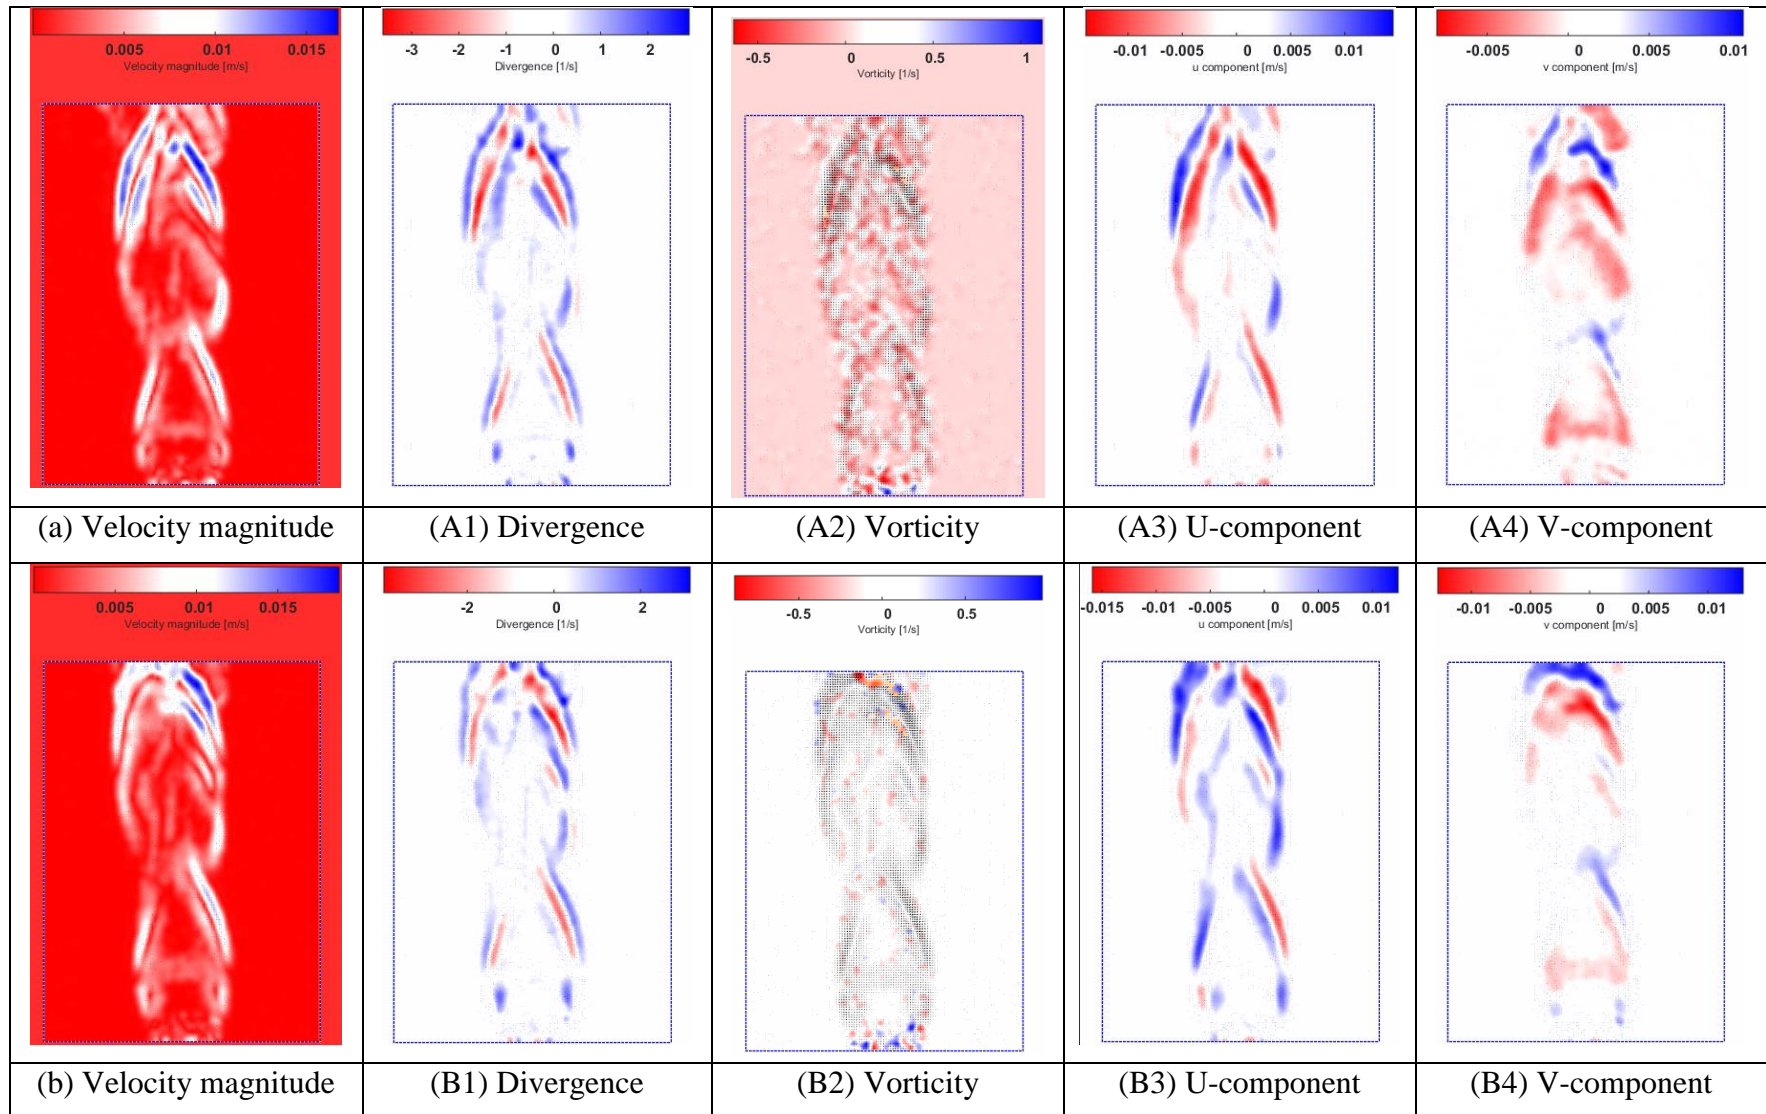 0.005 0.01 0.015
Velocity magnitude [m/s]
-3 -2 -1 0 1 2
Divergence [1/s]
-0.5 0 0.5 1
Vorticity [1/s]
-0.01 -0.005 0 0.005 0.01
u component [m/s]
-0.005 0 0.005 0.01
v component [m/s]
(a) Velocity magnitude
(A1) Divergence
(A2) Vorticity
(A3) U-component
(A4) V-component
0.005 0.01 0.015
Velocity magnitude [m/s]
-2 0 2
Divergence [1/s]
-0.5 0 0.5
Vorticity [1/s]
-0.015 -0.01 -0.005 0 0.005 0.01
u component [m/s]
-0.01 -0.005 0 0.005 0.01
v component [m/s]
(b) Velocity magnitude
(B1) Divergence
(B2) Vorticity
(B3) U-component
(B4) V-component